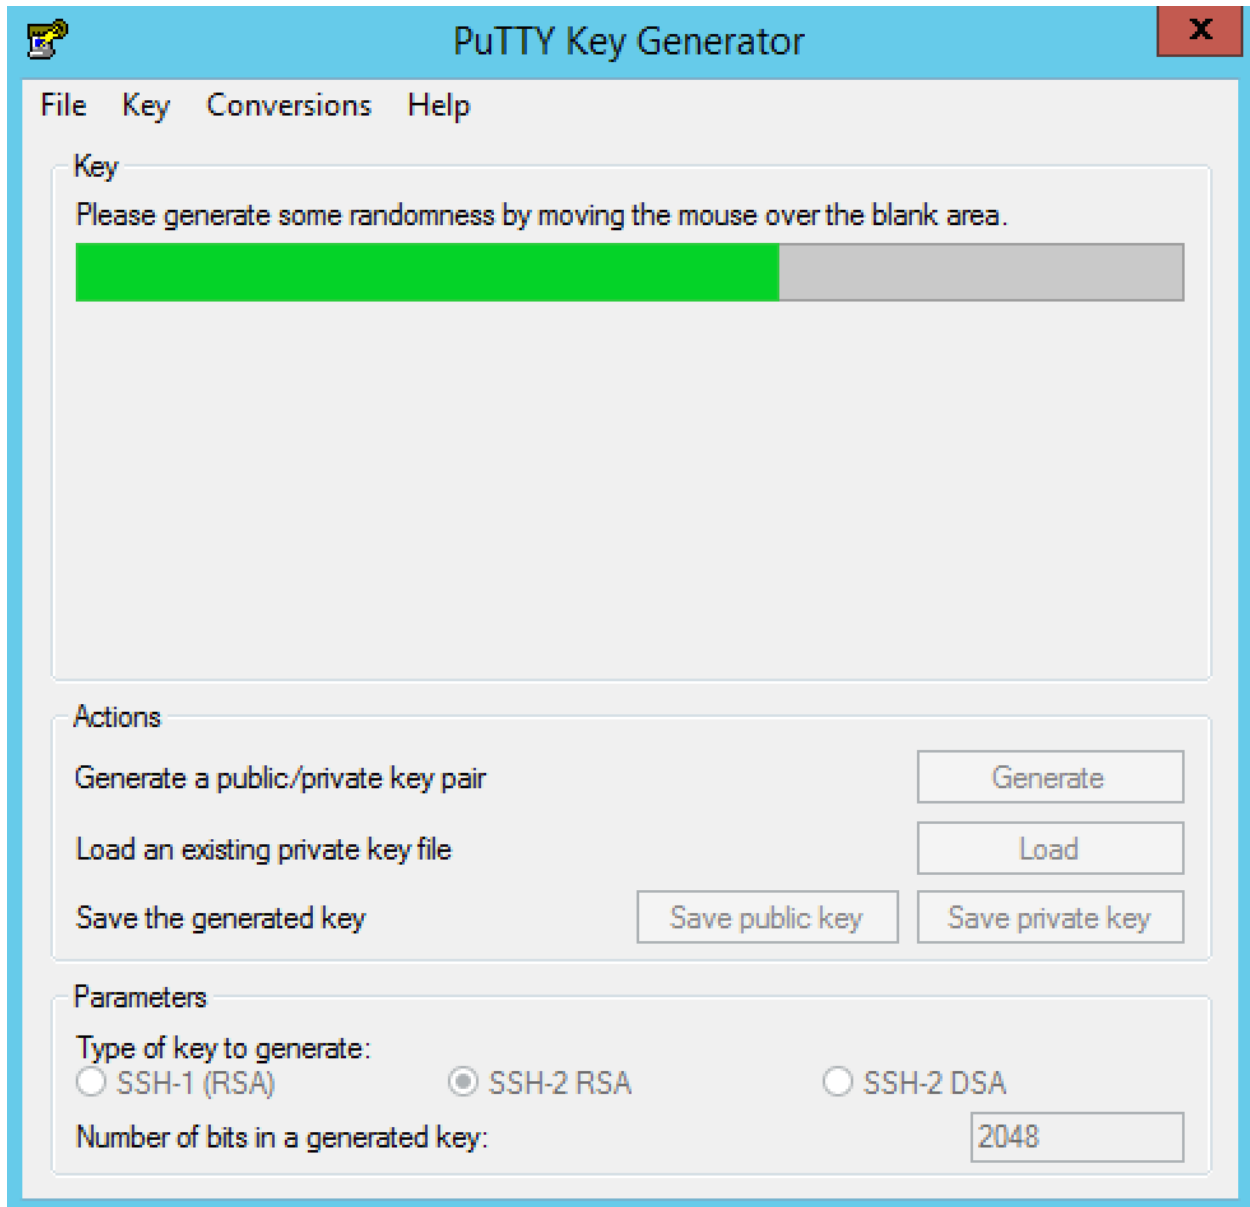 PuTTY Key Generator
x
File Key Conversions Help
Key
Please generate some randomness by moving the mouse over the blank area.
Actions
Generate a public/private key pair Generate
Load an existing private key file Load
Save the generated key Save public key Save private key
Parameters
Type of key to generate:
SSH-1 (RSA) SSH-2 RSA SSH-2 DSA
Number of bits in a generated key: 2048